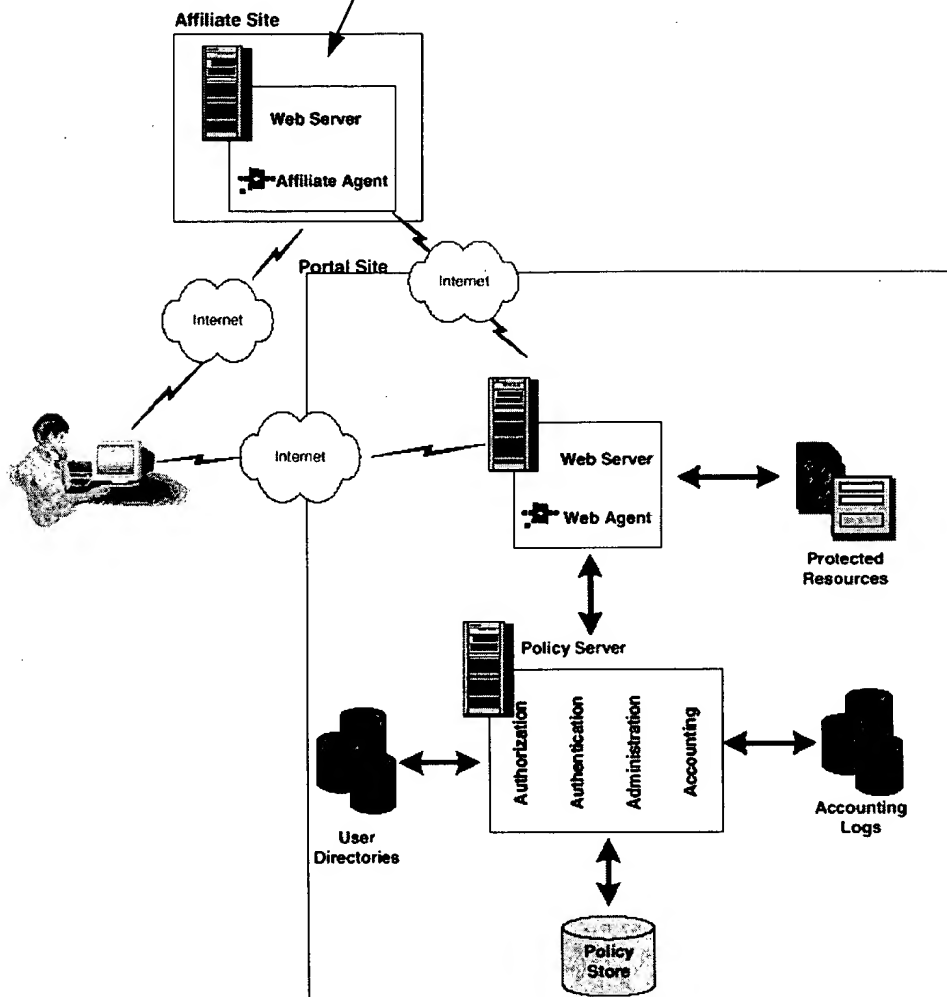 Affiliate Site
Web Server
Affiliate Agent
Portal Site
Internet
Internet
Internet
Web Server
Web Agent
Protected
Resources
Policy Server
Authorization
Authentication
Administration
Accounting
User
Directories
Accounting
Logs
Policy
Store